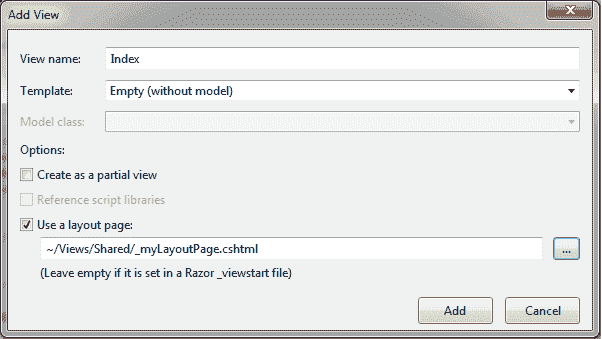 Add View
View name: Index
Template: Empty (without model)
Model class:
Options:
Create as a partial view
Reference script libraries
Use a layout page:
~/Views/Shared/_myLayoutPage.cshtml ...
(Leave empty if it is set in a Razor _viewstart file)
Add Cancel